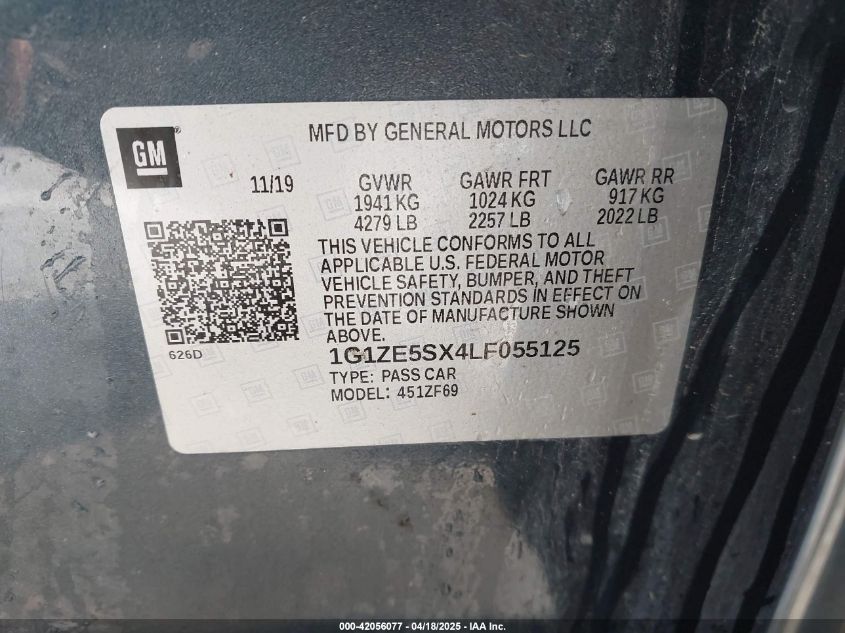 GM
MFD BY GENERAL MOTORS LLC
11/19 GVWR GAWR FRT GAWR RR
1941 KG 1024 KG 917 KG
4279 LB 2257 LB 2022 LB
THIS VEHICLE CONFORMS TO ALL
APPLICABLE U.S. FEDERAL MOTOR
VEHICLE SAFETY, BUMPER, AND THEFT
PREVENTION STANDARDS IN EFFECT ON
THE DATE OF MANUFACTURE SHOWN
ABOVE.
626D
1G1ZE5SX4LF055125
TYPE: PASS CAR
MODEL: 451ZF69
000-42056077 - 04/18/2025 - IAA Inc.